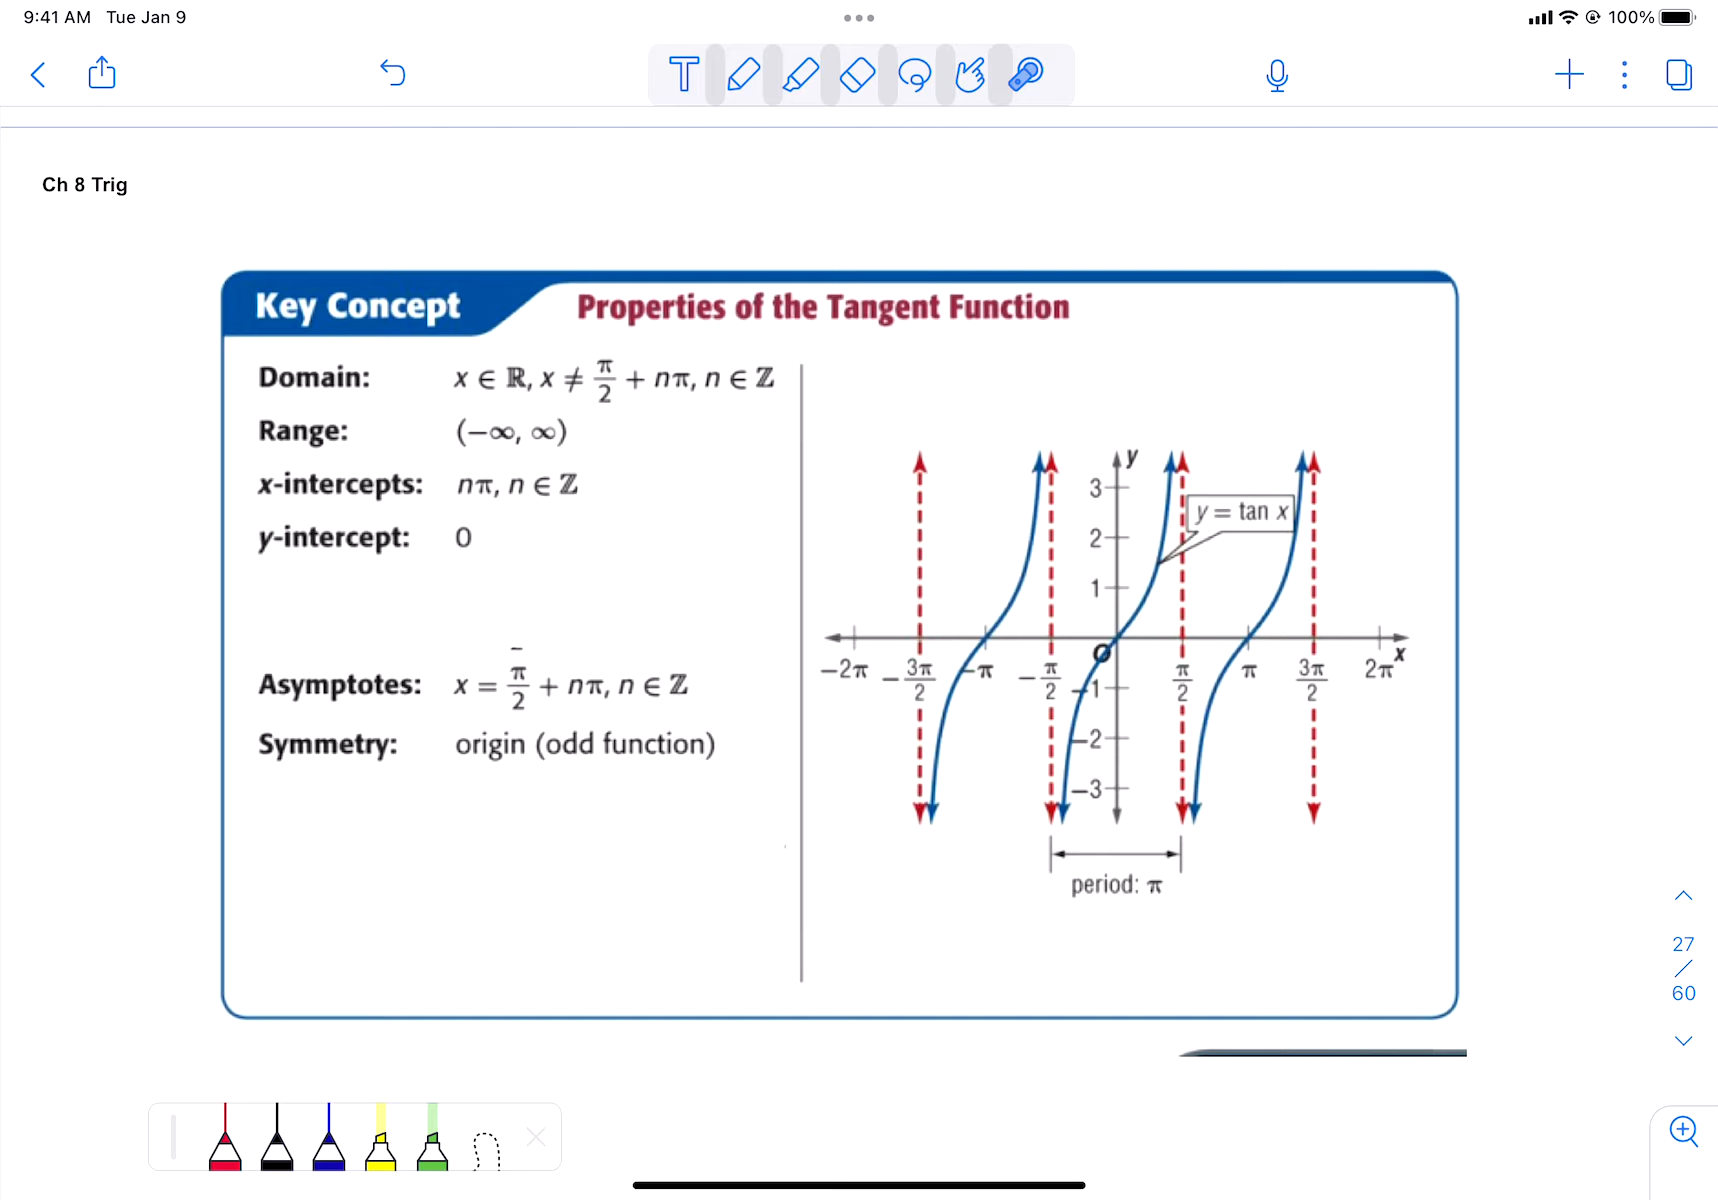 9:41 AM Tue Jan 9
100%
Ch 8 Trig
Key Concept
Properties of the Tangent Function
Domain: x ∈ ℝ, x ≠ π/2 + nπ, n ∈ ℤ
Range: (−∞, ∞)
x-intercepts: nπ, n ∈ ℤ
y-intercept: 0
Asymptotes: x = π/2 + nπ, n ∈ ℤ
Symmetry: origin (odd function)
y
3
y = tan x
2
1
O
−2π −3π/2 −π −π/2 π/2 π 3π/2 2π x
−1
−2
−3
period: π
27
/
60